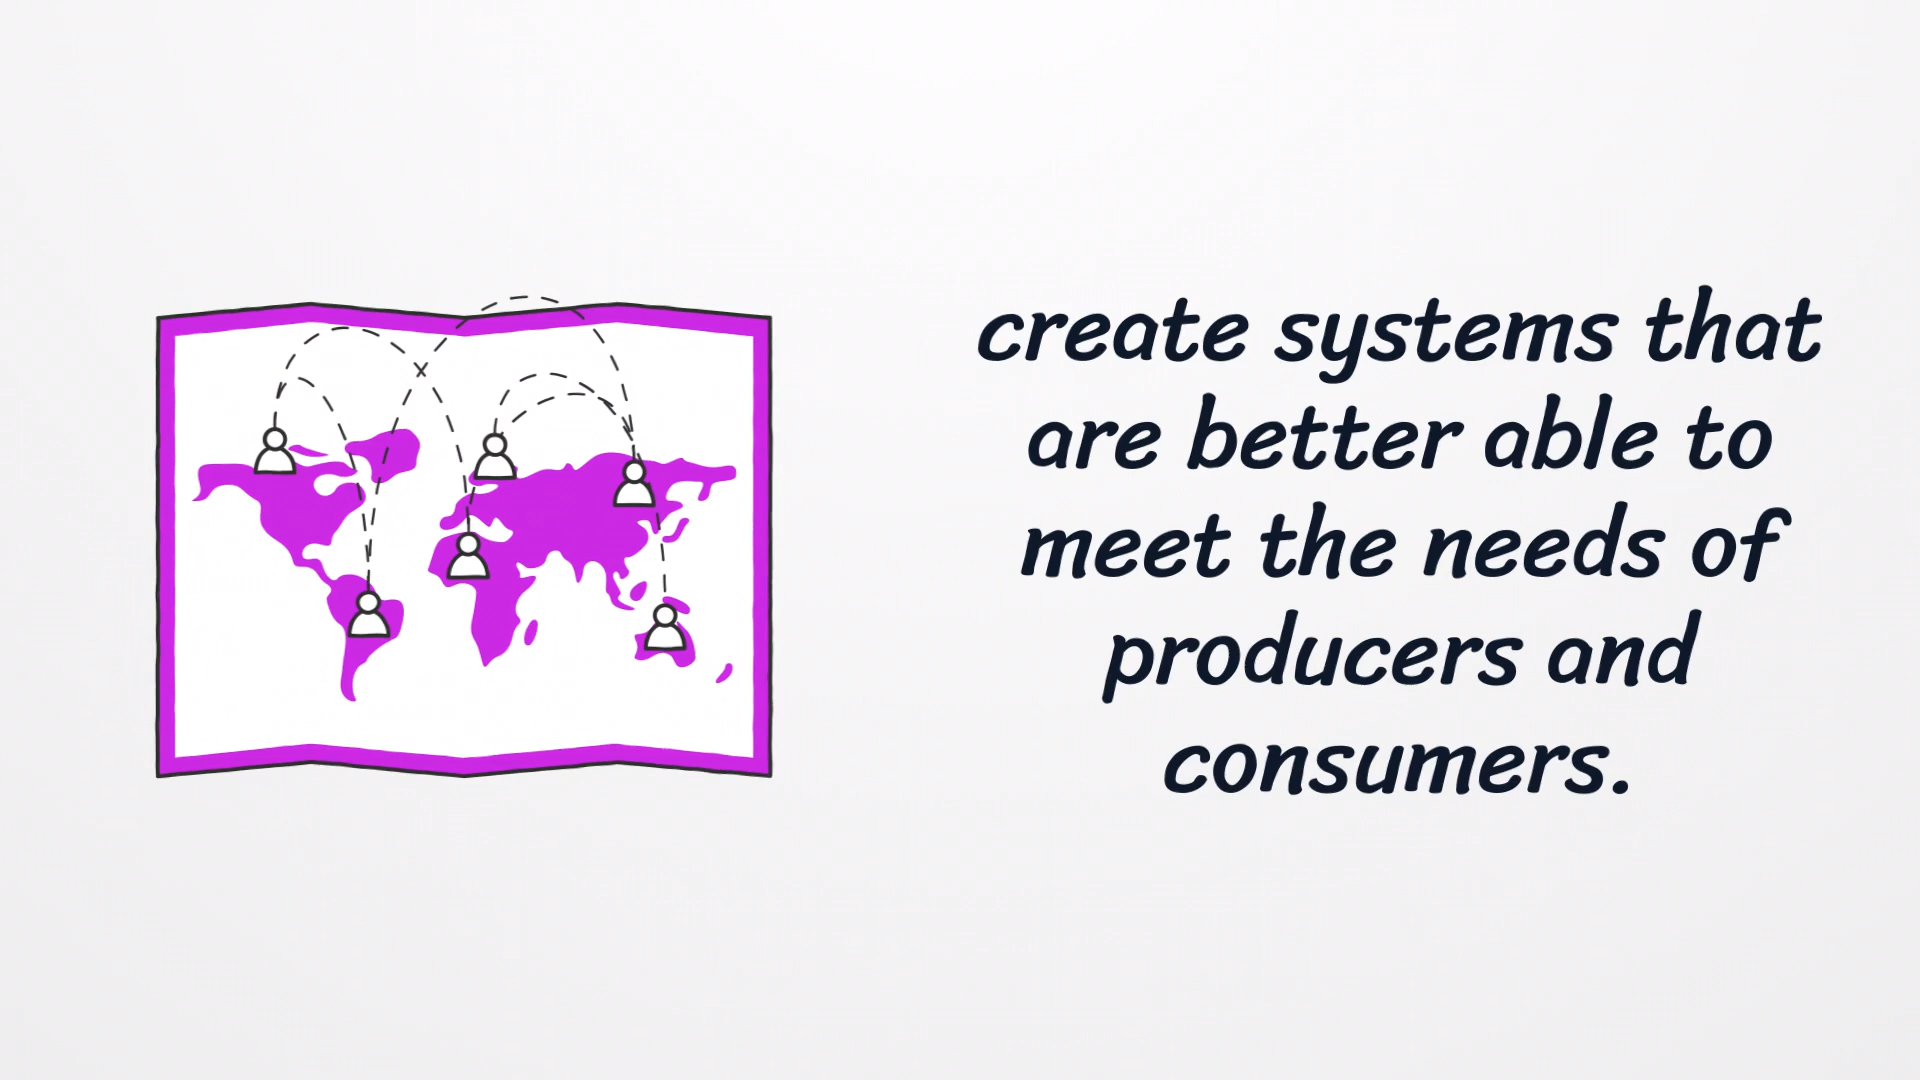 create systems that
are better able to
meet the needs of
producers and
consumers.